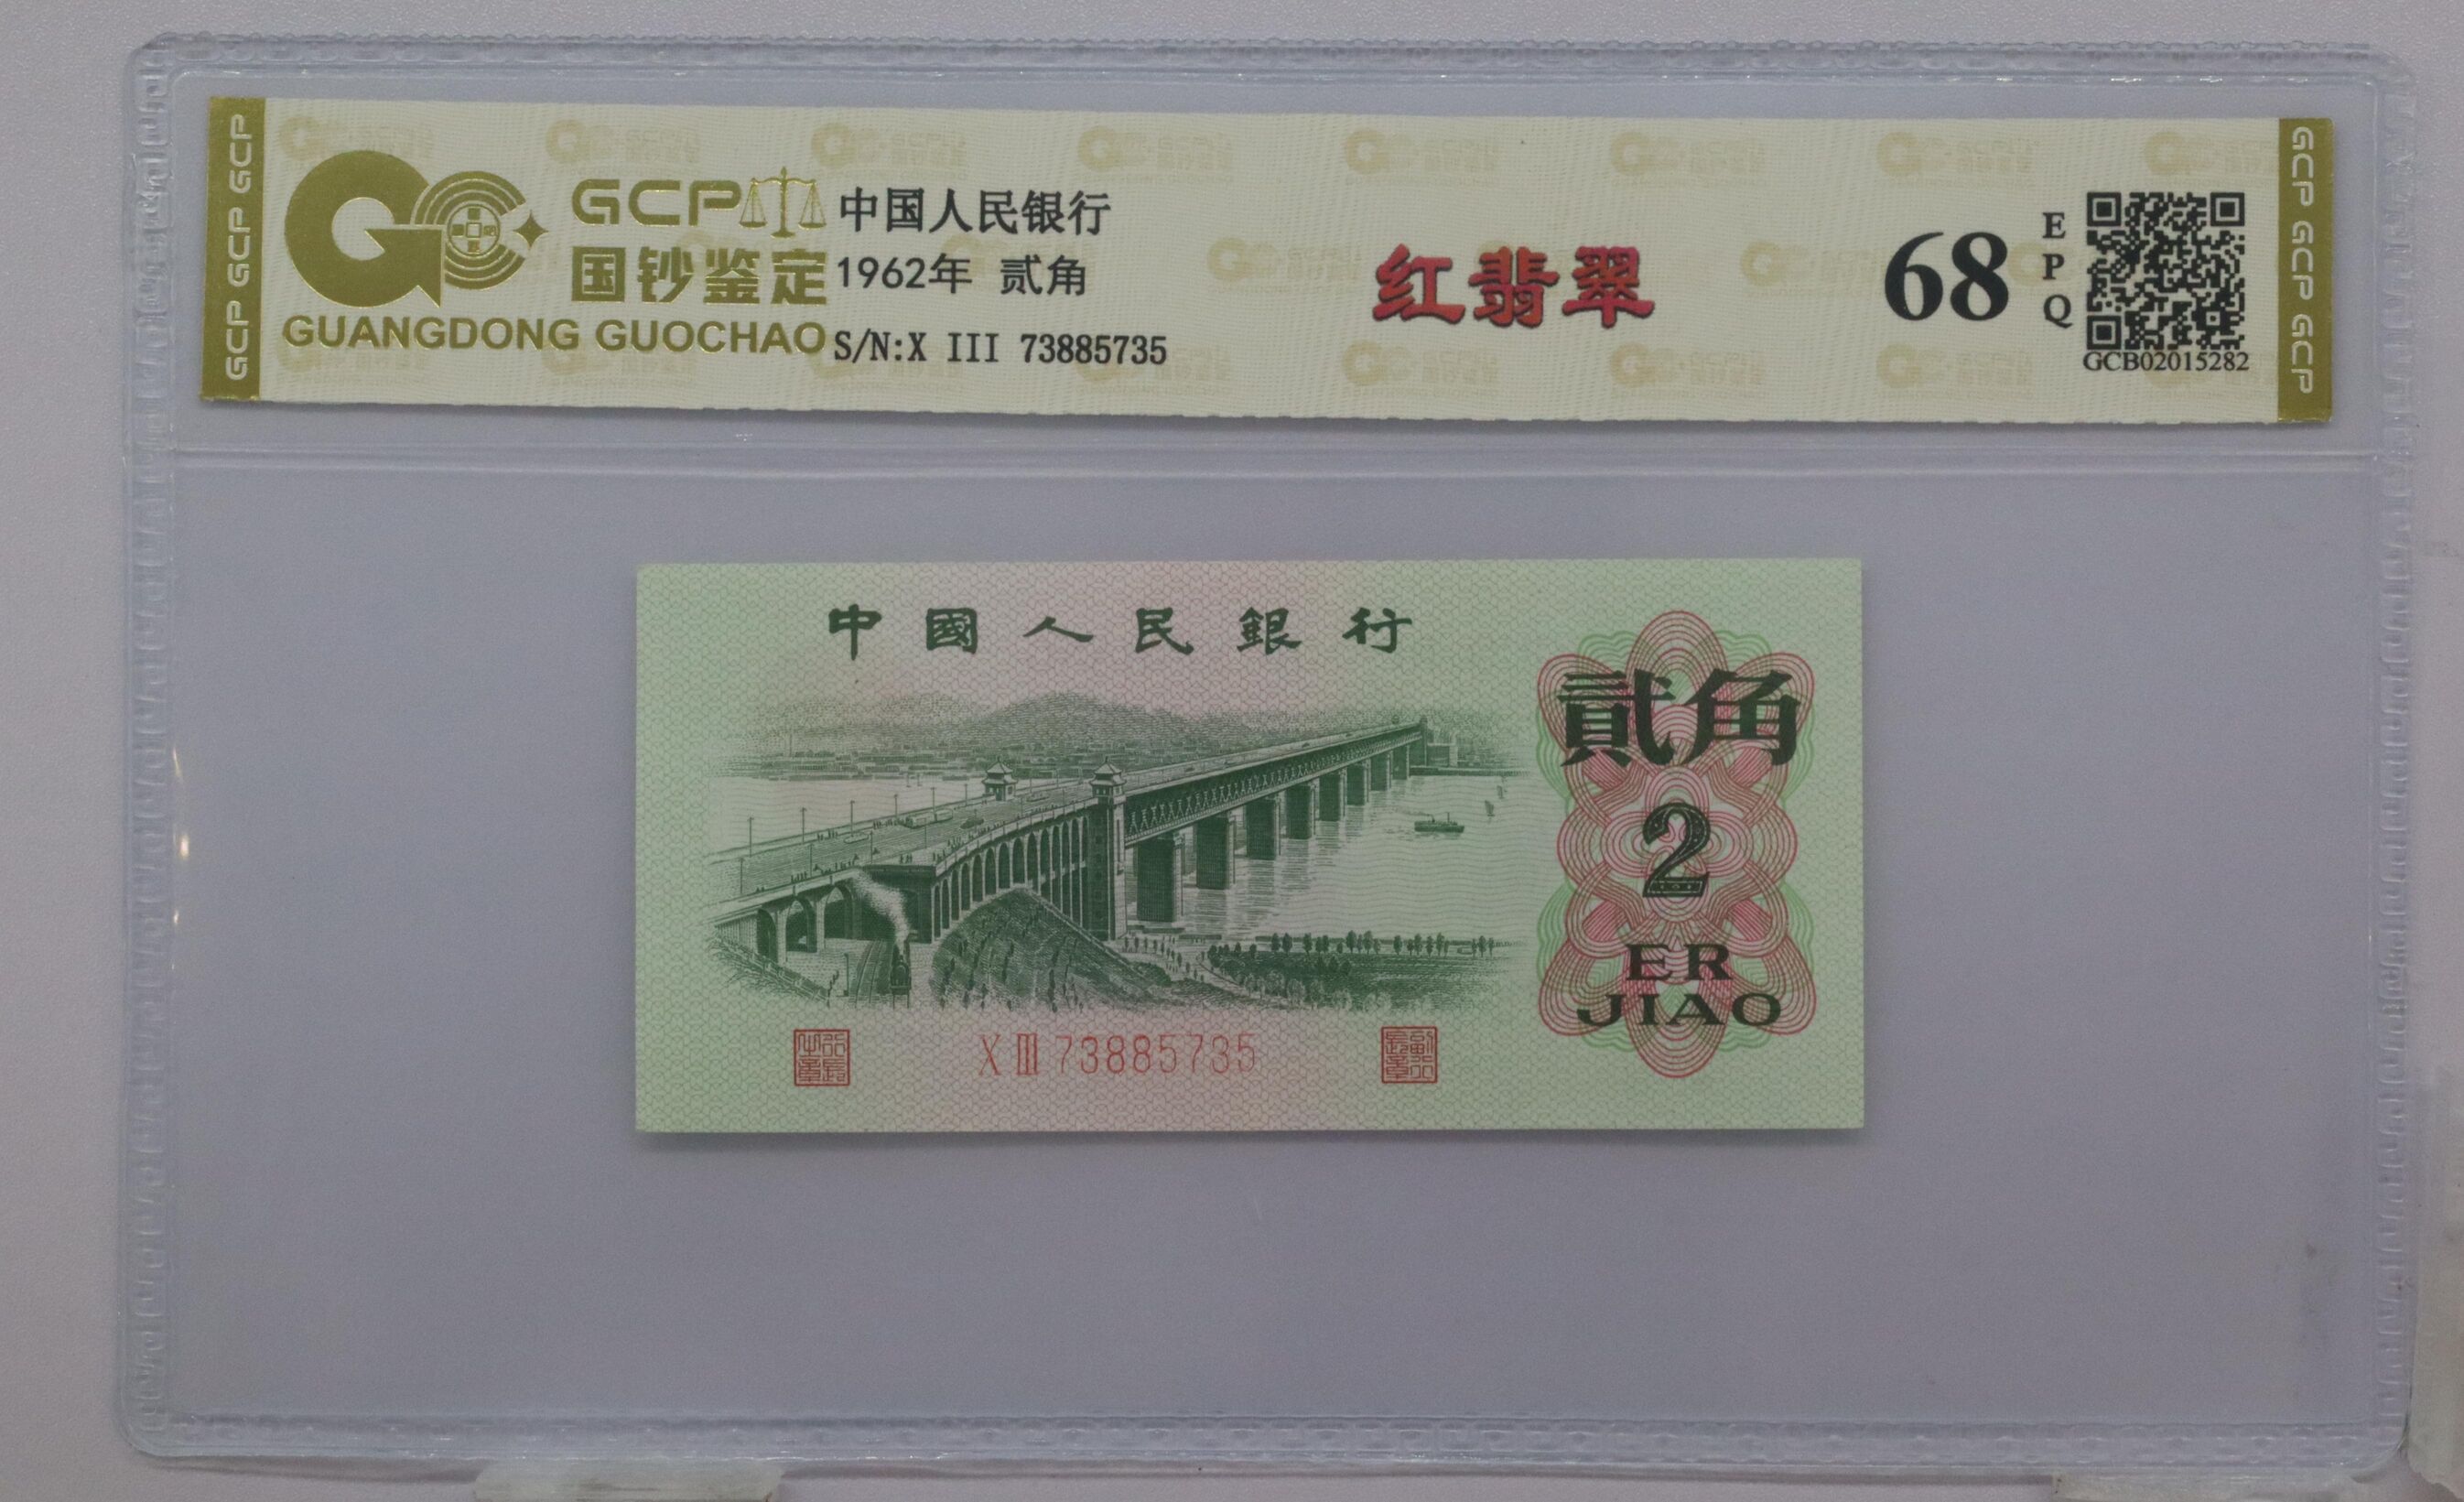 GCP GCP GCP
GCP
国钞鉴定
GUANGDONG GUOCHAO
中国人民银行
1962年 贰角
S/N:X III 73885735
红翡翠
68
EPQ
GCB02015282
GCP GCP GCP GCP
中國人民銀行
貳角
2
ER
JIAO
X III 73885735